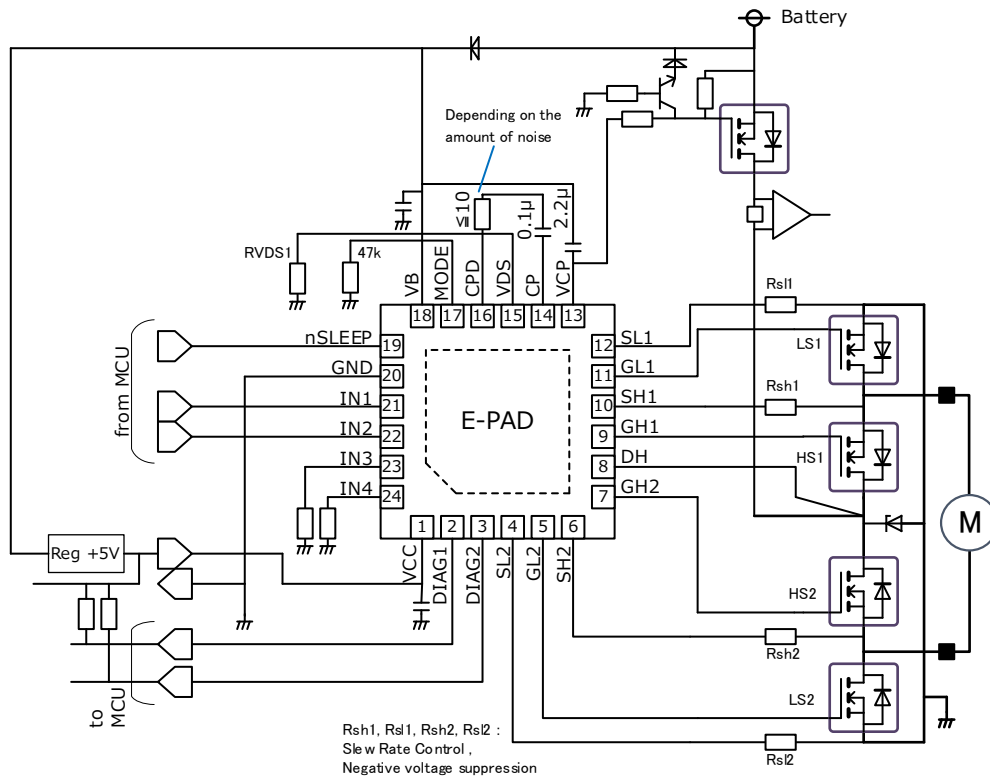 Battery
Depending on the
amount of noise
≦10
0.1μ
2.2μ
RVDS1
47k
VB
MODE
CPD
VDS
CP
VCP
18
17
16
15
14
13
Rsl1
nSLEEP
19
12
SL1
LS1
GND
20
11
GL1
from MCU
IN1
21
10
SH1
Rsh1
IN2
22
E-PAD
9
GH1
HS1
IN3
23
8
DH
IN4
24
7
GH2
M
1
2
3
4
5
6
Reg +5V
VCC
DIAG1
DIAG2
SL2
GL2
SH2
HS2
Rsh2
to
MCU
LS2
Rsl2
Rsh1, Rsl1, Rsh2, Rsl2 :
Slew Rate Control ,
Negative voltage suppression